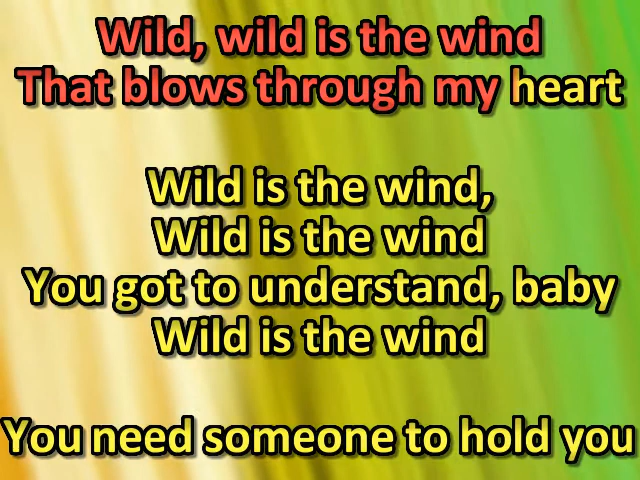 Wild, wild is the wind
That blows through my heart
Wild is the wind,
Wild is the wind
You got to understand, baby
Wild is the wind
You need someone to hold you